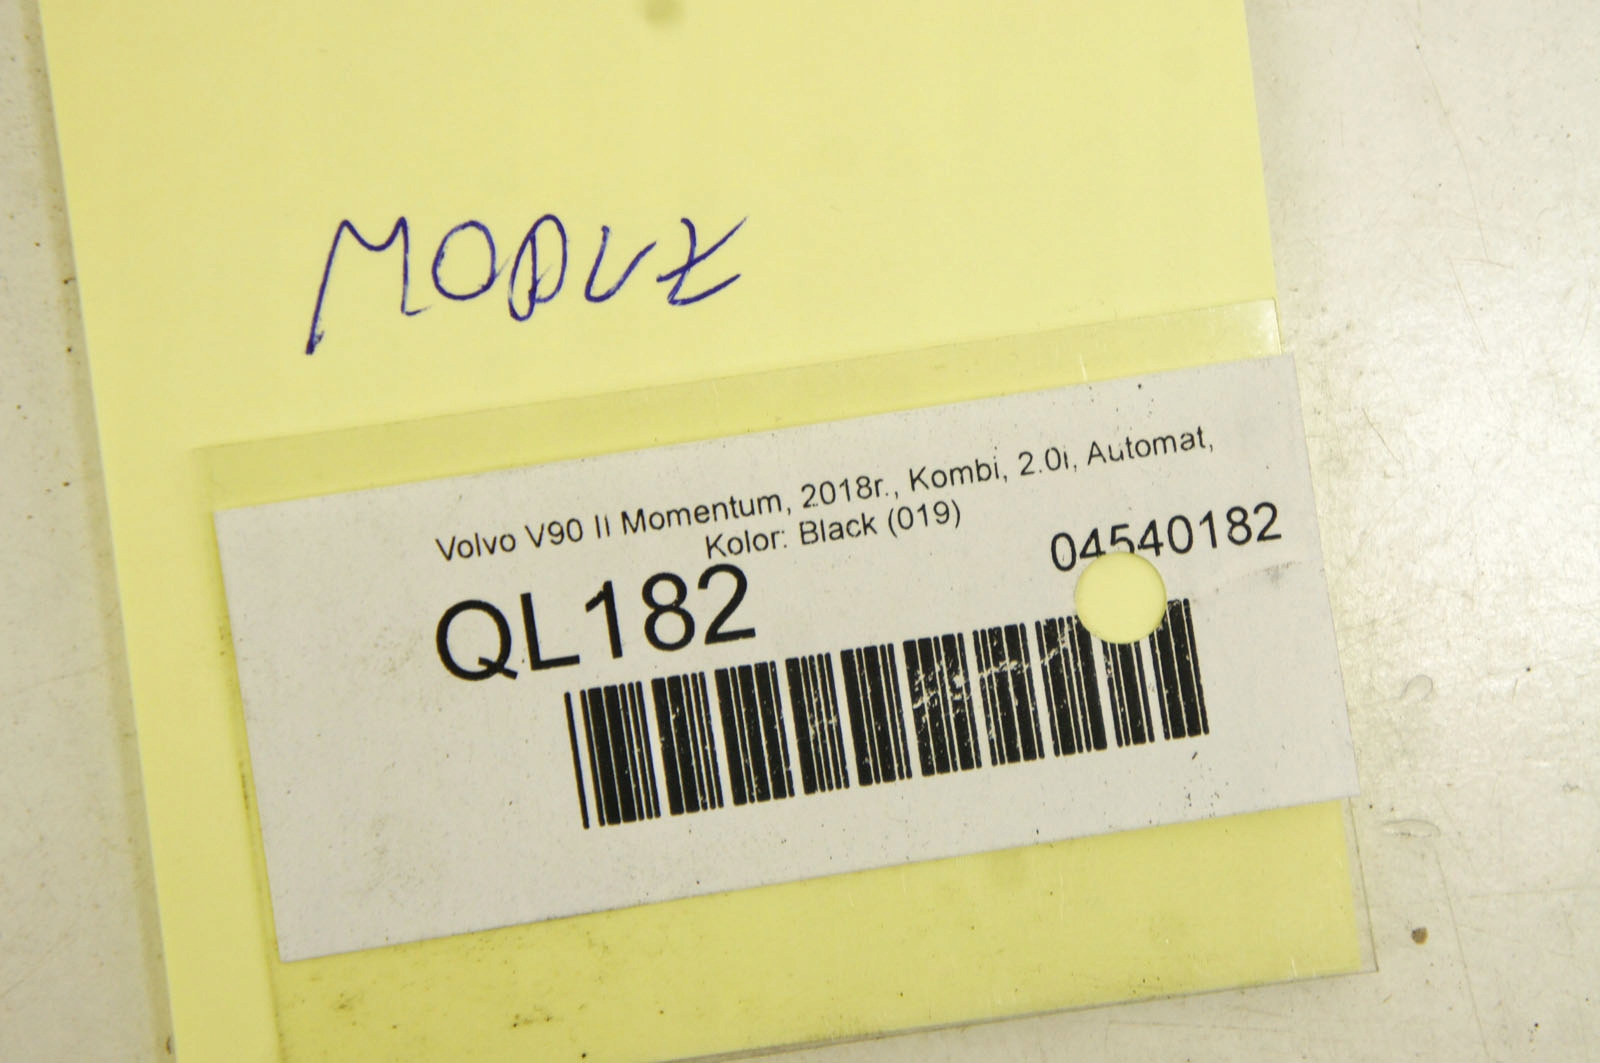 MODUŁ
Volvo V90 II Momentum, 2018r., Kombi, 2.0i, Automat,
Kolor: Black (019)
04540182
QL182